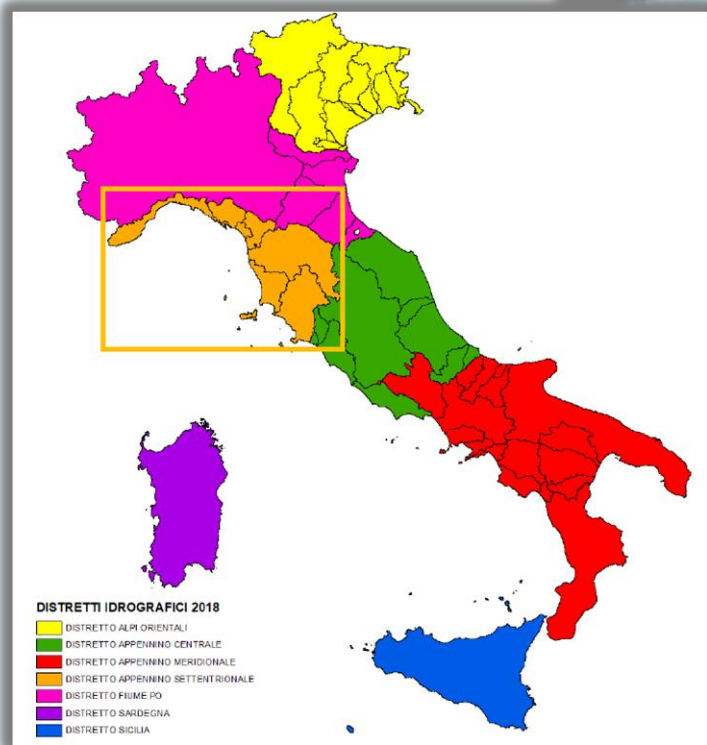 DISTRETTI IDROGRAFICI 2018
DISTRETTO ALPI ORIENTALI
DISTRETTO APPENNINO CENTRALE
DISTRETTO APPENNINO MERIDIONALE
DISTRETTO APPENNINO SETTENTRIONALE
DISTRETTO FIUME PO
DISTRETTO SARDEGNA
DISTRETTO SICILIA